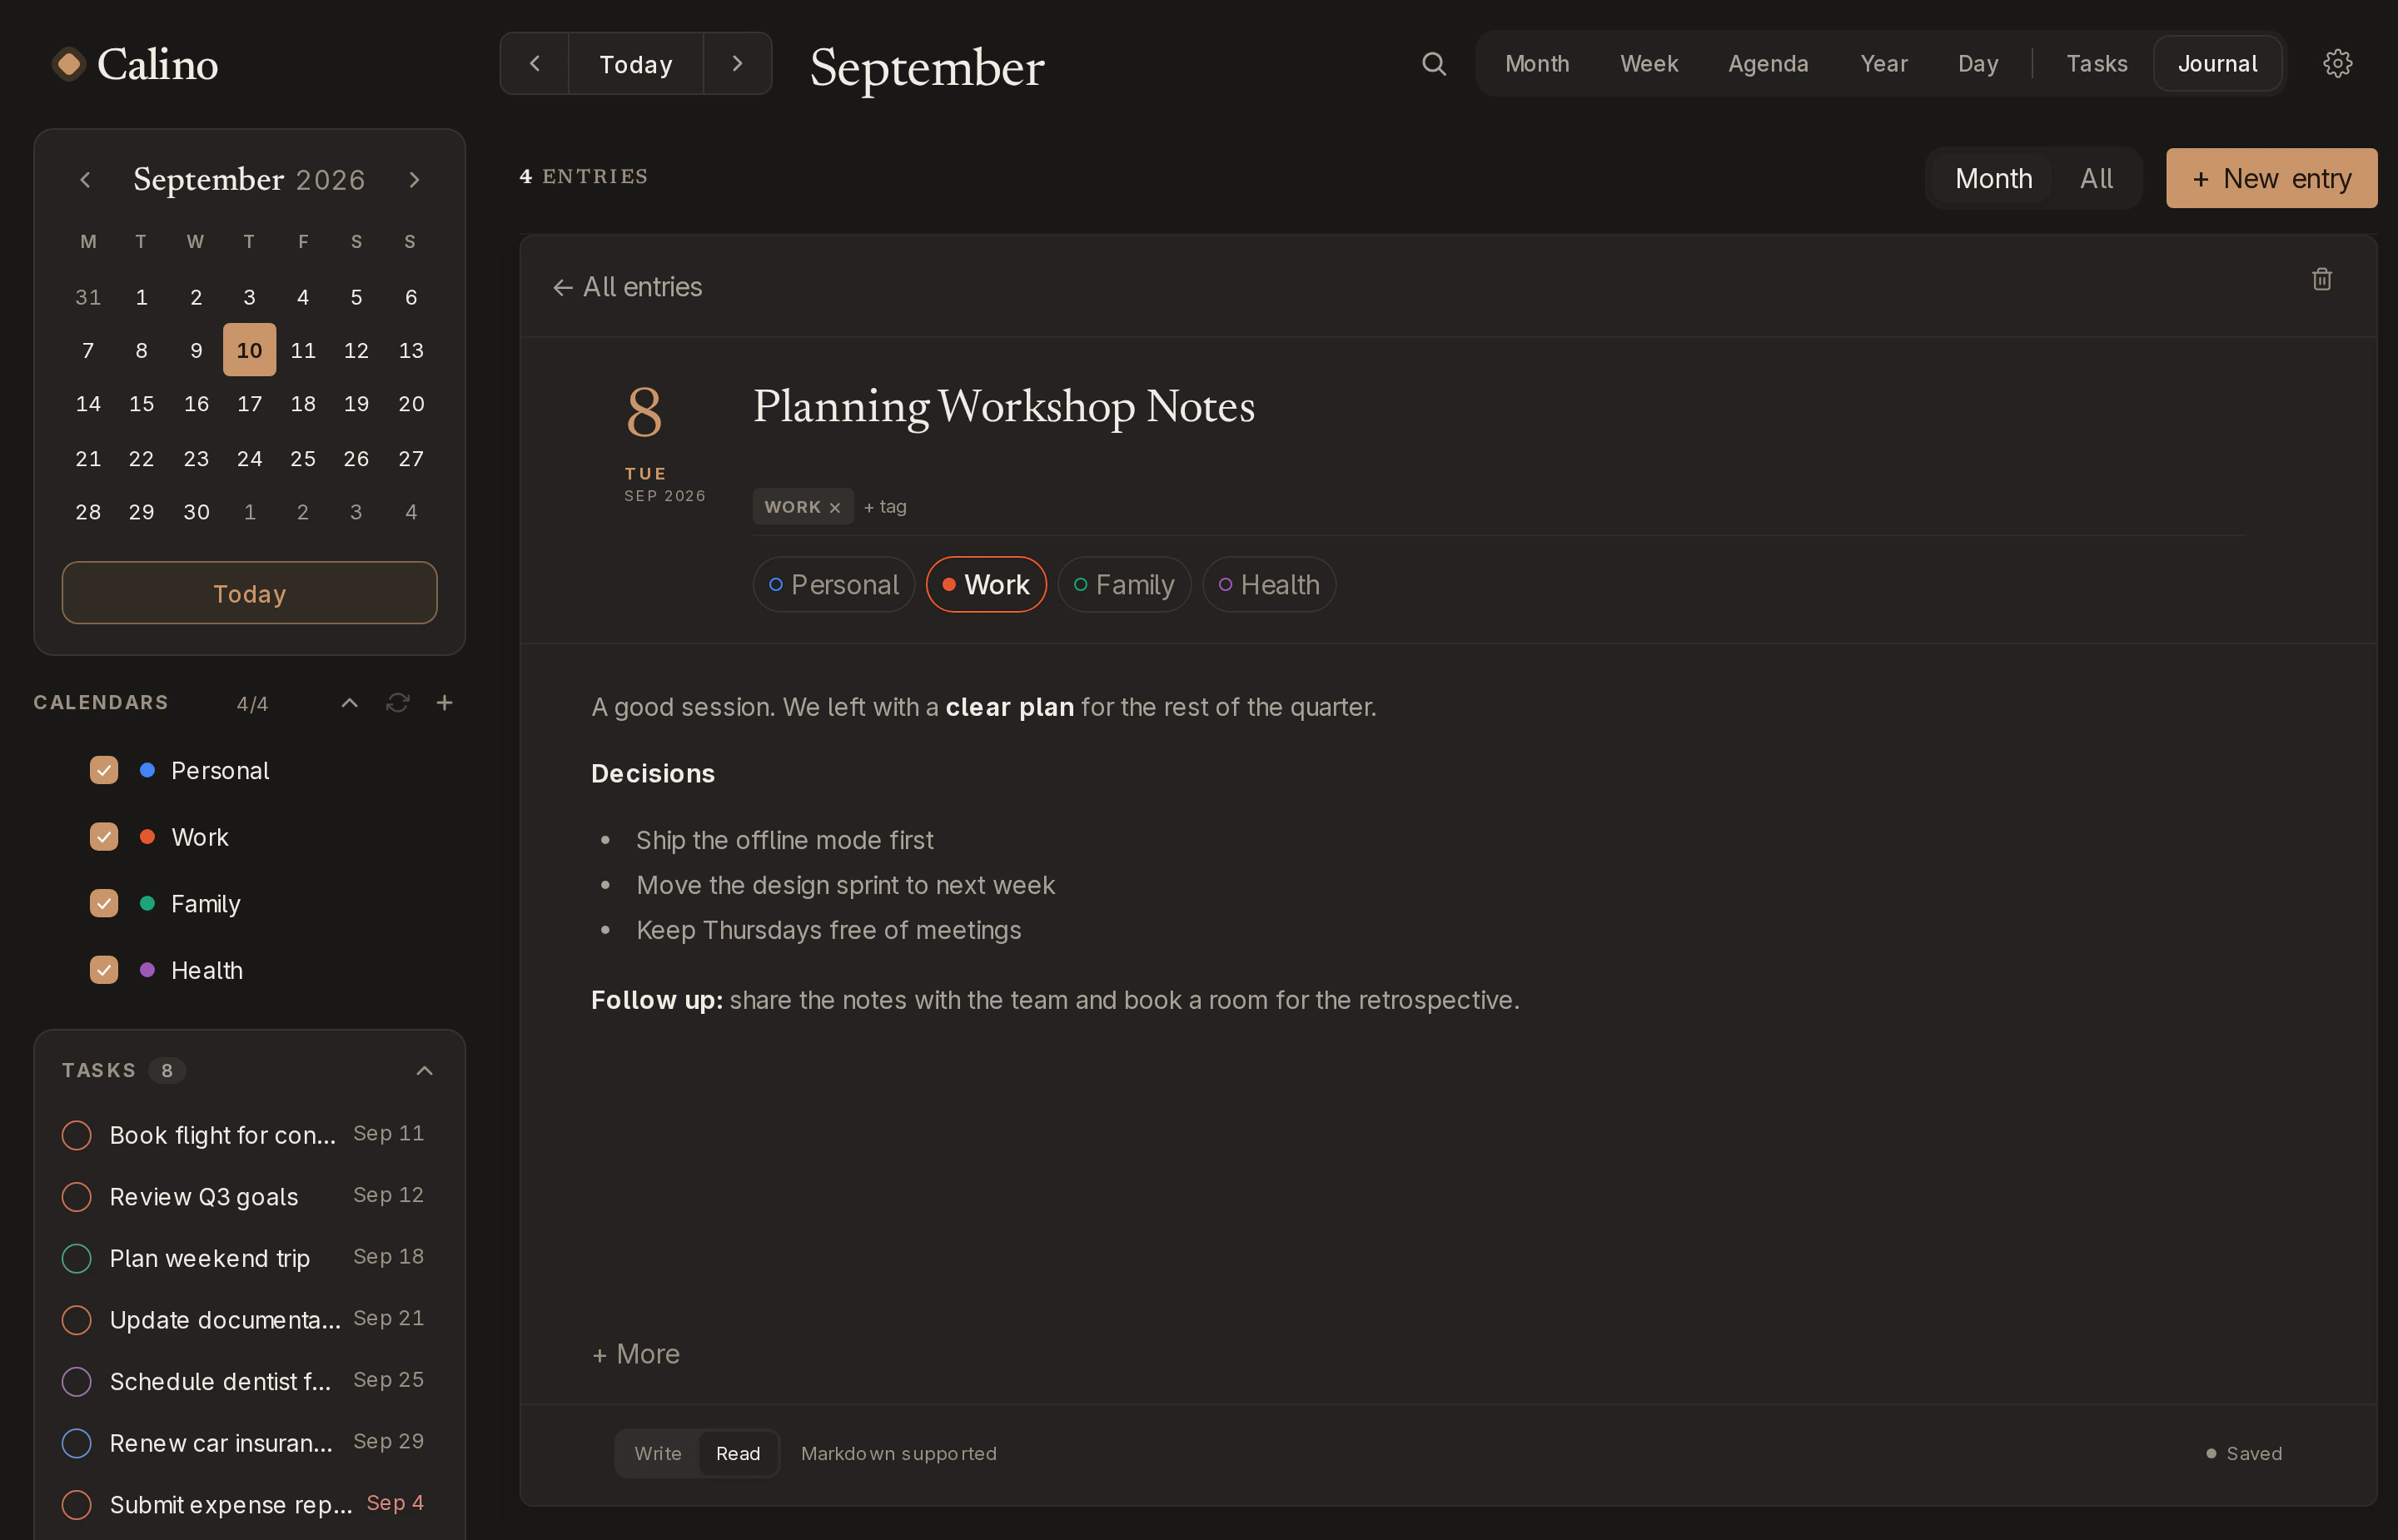 Calino
Today
September
Month Week Agenda Year Day Tasks Journal
September 2026
M T W T F S S
31 1 2 3 4 5 6
7 8 9 10 11 12 13
14 15 16 17 18 19 20
21 22 23 24 25 26 27
28 29 30 1 2 3 4
Today
CALENDARS 4/4 +
Personal
Work
Family
Health
TASKS 8
Book flight for con... Sep 11
Review Q3 goals Sep 12
Plan weekend trip Sep 18
Update documenta... Sep 21
Schedule dentist f... Sep 25
Renew car insuran... Sep 29
Submit expense rep... Sep 4
4 ENTRIES
Month All
+ New entry
← All entries
8
TUE
SEP 2026
Planning Workshop Notes
WORK × + tag
Personal Work Family Health
A good session. We left with a clear plan for the rest of the quarter.
Decisions
• Ship the offline mode first
• Move the design sprint to next week
• Keep Thursdays free of meetings
Follow up: share the notes with the team and book a room for the retrospective.
+ More
Write Read Markdown supported
Saved